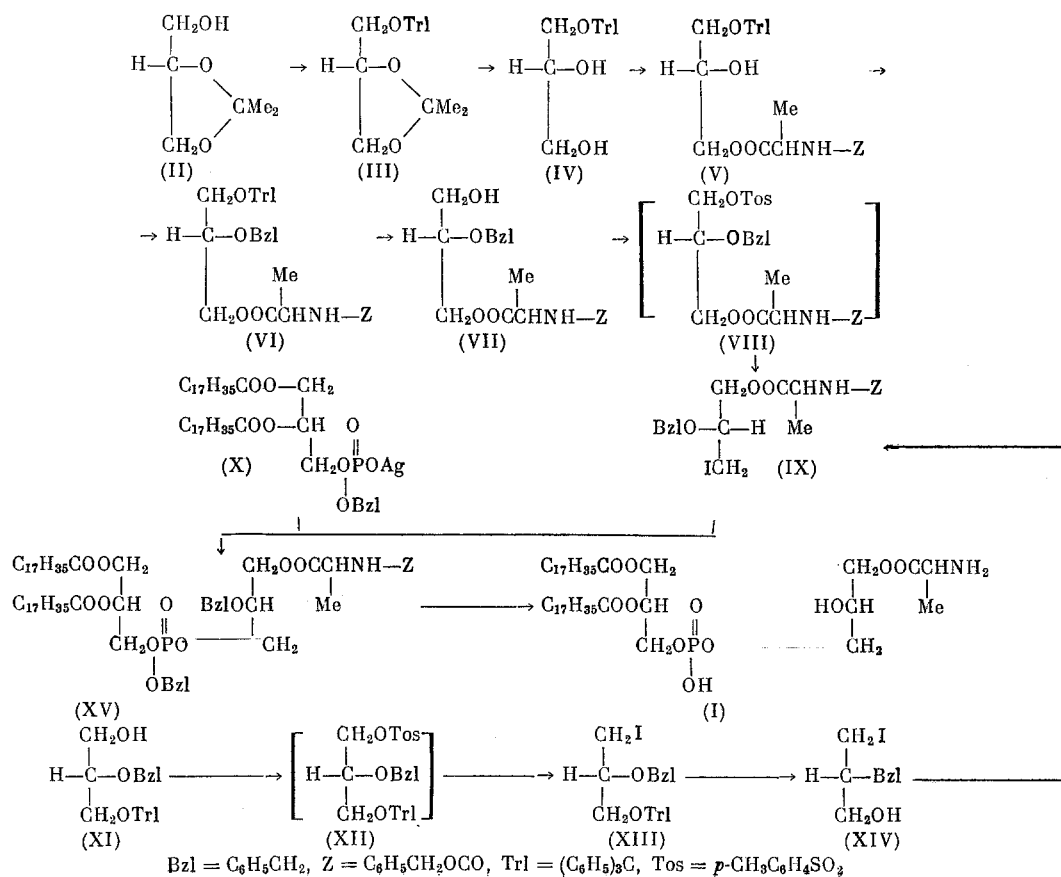 CH₂OH CH₂OTrl CH₂OTrl CH₂OTrl
H—C—O → H—C—O → H—C—OH → H—C—OH →
CMe₂ CMe₂ Me
CH₂O CH₂O CH₂OH CH₂OOCCHNH—Z
(II) (III) (IV) (V)
CH₂OTrl CH₂OH CH₂OTos
→ H—C—OBzl → H—C—OBzl → H—C—OBzl
Me Me Me
CH₂OOCCHNH—Z CH₂OOCCHNH—Z CH₂OOCCHNH—Z
(VI) (VII) (VIII)
↓
C₁₇H₃₅COO—CH₂ CH₂OOCCHNH—Z
C₁₇H₃₅COO—CH O BzlO—C—H Me
(X) CH₂OPOAg ICH₂ (IX)
OBzl
C₁₇H₃₅COOCH₂ CH₂OOCCHNH—Z C₁₇H₃₅COOCH₂ CH₂OOCCHNH₂
C₁₇H₃₅COOCH O BzlOCH Me C₁₇H₃₅COOCH O HOCH Me
CH₂OPO CH₂ CH₂OPO CH₂
OBzl OH
(XV) (I)
CH₂OH CH₂OTos CH₂I CH₂I
H—C—OBzl → H—C—OBzl → H—C—OBzl → H—C—Bzl
CH₂OTrl CH₂OTrl CH₂OTrl CH₂OH
(XI) (XII) (XIII) (XIV)
Bzl = C₆H₅CH₂, Z = C₆H₅CH₂OCO, Trl = (C₆H₅)₃C, Tos = p-CH₃C₆H₄SO₂